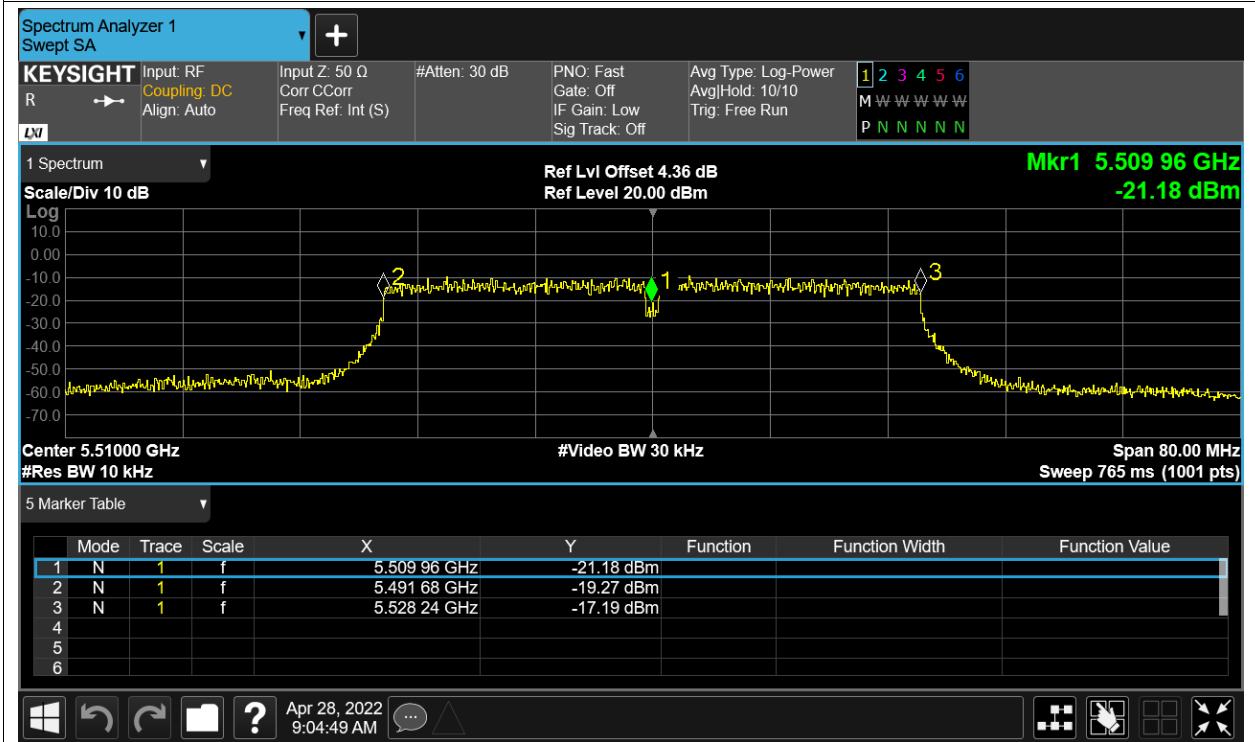 Spectrum Analyzer 1
Swept SA
KEYSIGHT
R
LXI
Input: RF
Coupling: DC
Align: Auto
Input Z: 50 Ω
Corr CCorr
Freq Ref: Int (S)
#Atten: 30 dB
PNO: Fast
Gate: Off
IF Gain: Low
Sig Track: Off
Avg Type: Log-Power
Avg|Hold: 10/10
Trig: Free Run
1 2 3 4 5 6
M W W W W W
P N N N N N
1 Spectrum
Scale/Div 10 dB
Ref Lvl Offset 4.36 dB
Ref Level 20.00 dBm
Mkr1 5.509 96 GHz
-21.18 dBm
Log
10.0
0.00
-10.0
-20.0
-30.0
-40.0
-50.0
-60.0
-70.0
2
1
3
Center 5.51000 GHz
#Video BW 30 kHz
Span 80.00 MHz
#Res BW 10 kHz
Sweep 765 ms (1001 pts)
5 Marker Table
Mode Trace Scale X Y Function Function Width Function Value
1 N 1 f 5.509 96 GHz -21.18 dBm
2 N 1 f 5.491 68 GHz -19.27 dBm
3 N 1 f 5.528 24 GHz -17.19 dBm
4
5
6
?
Apr 28, 2022
9:04:49 AM